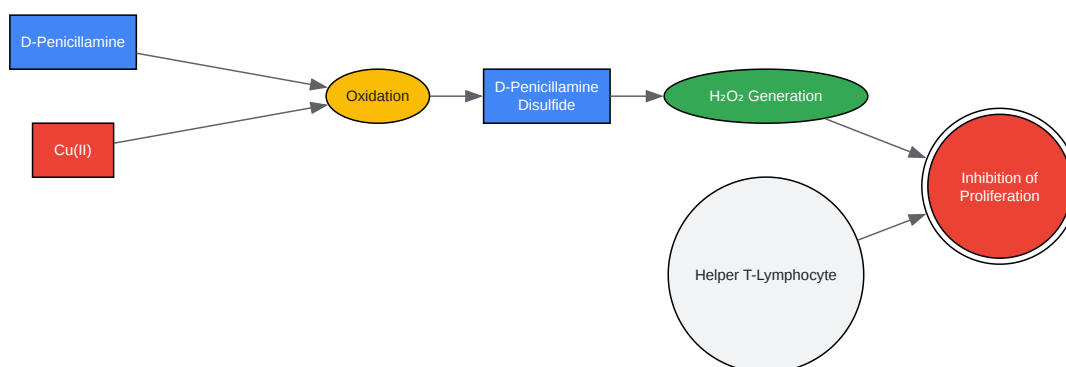 D-Penicillamine
Cu(II)
Oxidation
D-Penicillamine
Disulfide
H₂O₂ Generation
Helper T-Lymphocyte
Inhibition of
Proliferation